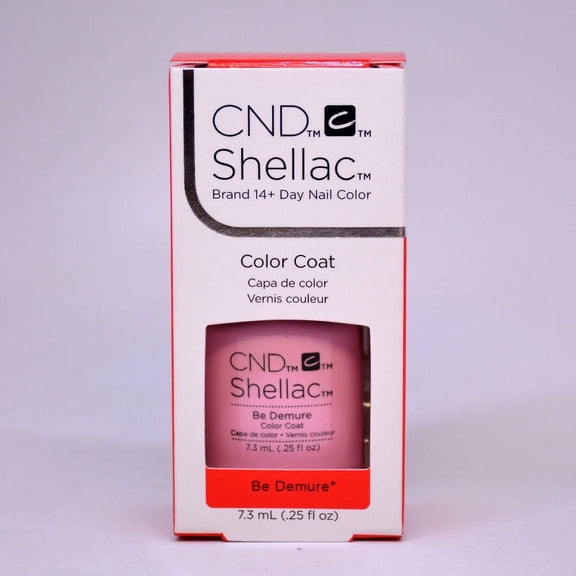 CND™ C™
Shellac™
Brand 14+ Day Nail Color
Color Coat
Capa de color
Vernis couleur
CND™ C™
Shellac™
Be Demure
Color Coat
Capa de color • Vernis couleur
7.3 mL (.25 fl oz)
Be Demure*
7.3 mL (.25 fl oz)